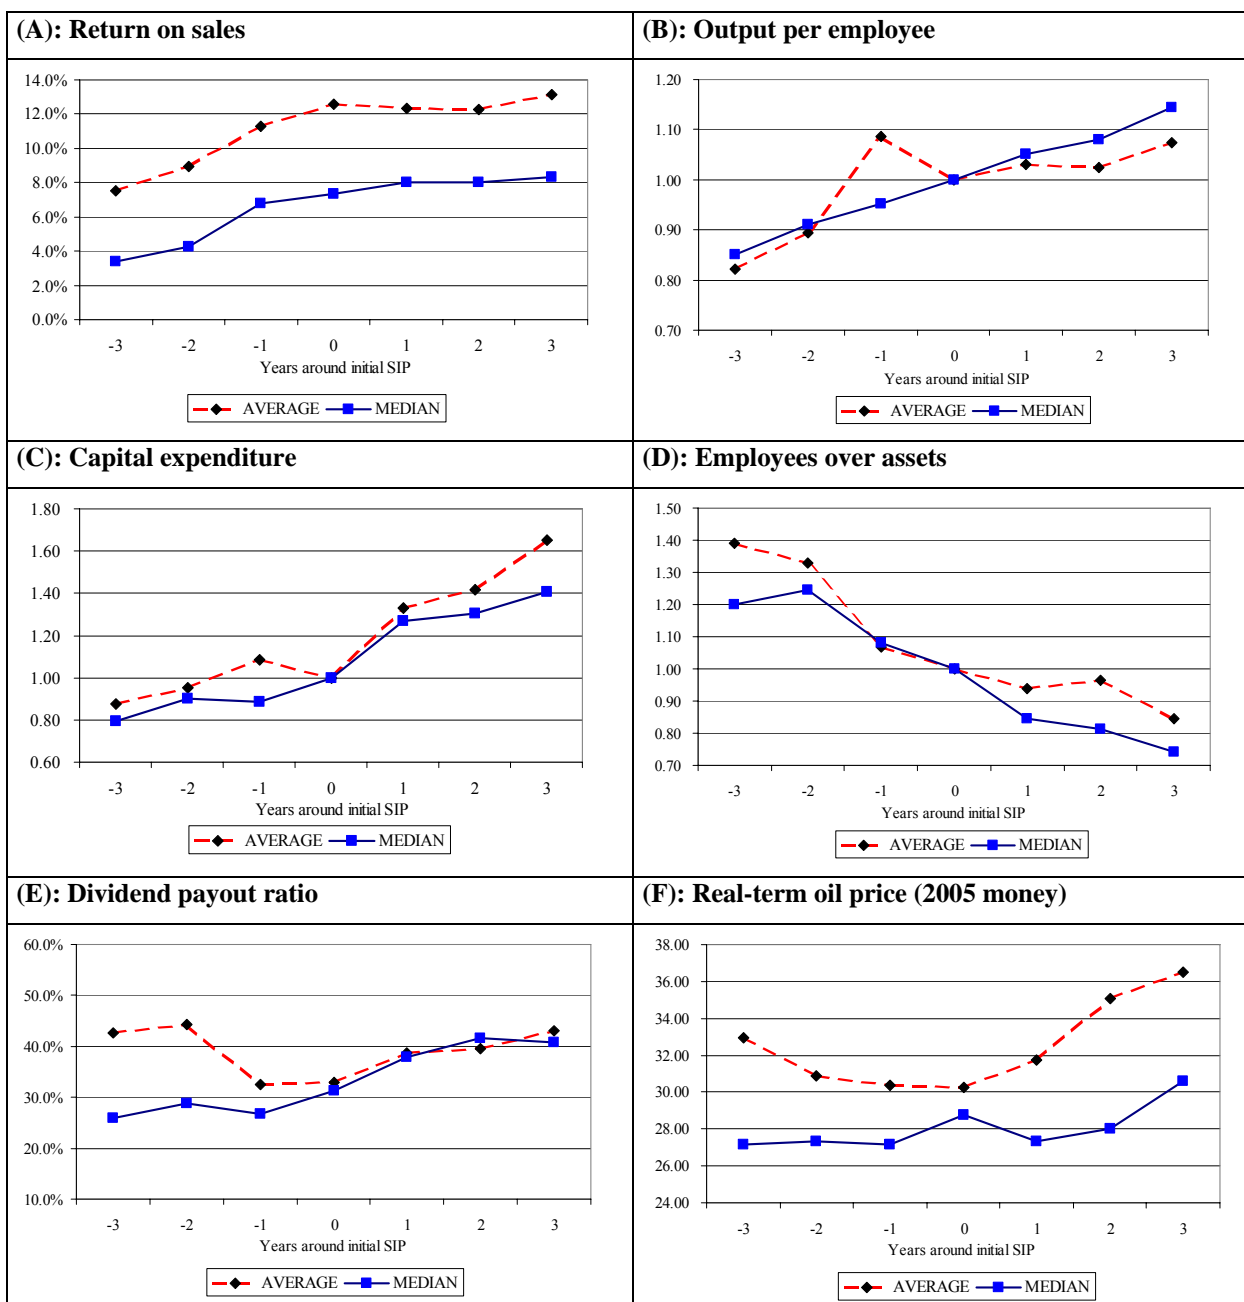 (A): Return on sales
14.0%
12.0%
10.0%
8.0%
6.0%
4.0%
2.0%
0.0%
-3 -2 -1 0 1 2 3
Years around initial SIP
AVERAGE MEDIAN
(B): Output per employee
1.20
1.10
1.00
0.90
0.80
0.70
-3 -2 -1 0 1 2 3
Years around initial SIP
AVERAGE MEDIAN
(C): Capital expenditure
1.80
1.60
1.40
1.20
1.00
0.80
0.60
-3 -2 -1 0 1 2 3
Years around initial SIP
AVERAGE MEDIAN
(D): Employees over assets
1.50
1.40
1.30
1.20
1.10
1.00
0.90
0.80
0.70
-3 -2 -1 0 1 2 3
Years around initial SIP
AVERAGE MEDIAN
(E): Dividend payout ratio
60.0%
50.0%
40.0%
30.0%
20.0%
10.0%
-3 -2 -1 0 1 2 3
Years around initial SIP
AVERAGE MEDIAN
(F): Real-term oil price (2005 money)
38.00
36.00
34.00
32.00
30.00
28.00
26.00
24.00
-3 -2 -1 0 1 2 3
Years around initial SIP
AVERAGE MEDIAN